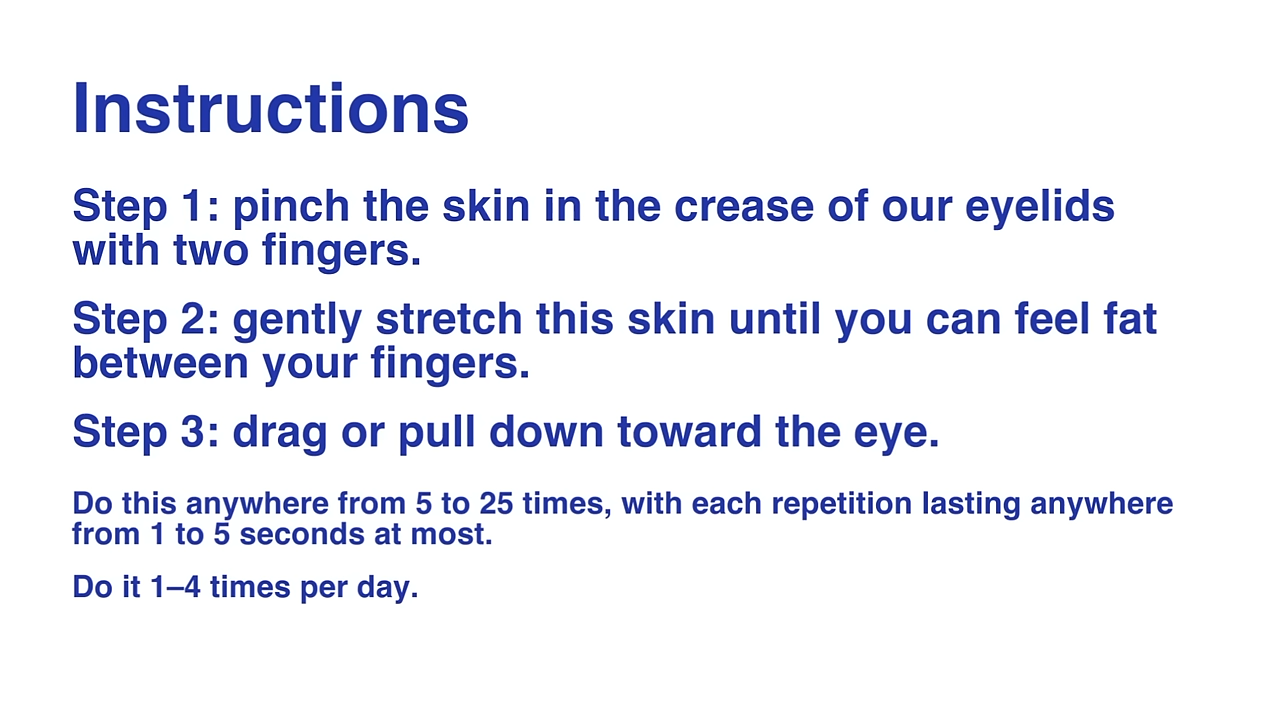 Instructions
Step 1: pinch the skin in the crease of our eyelids
with two fingers.
Step 2: gently stretch this skin until you can feel fat
between your fingers.
Step 3: drag or pull down toward the eye.
Do this anywhere from 5 to 25 times, with each repetition lasting anywhere
from 1 to 5 seconds at most.
Do it 1–4 times per day.